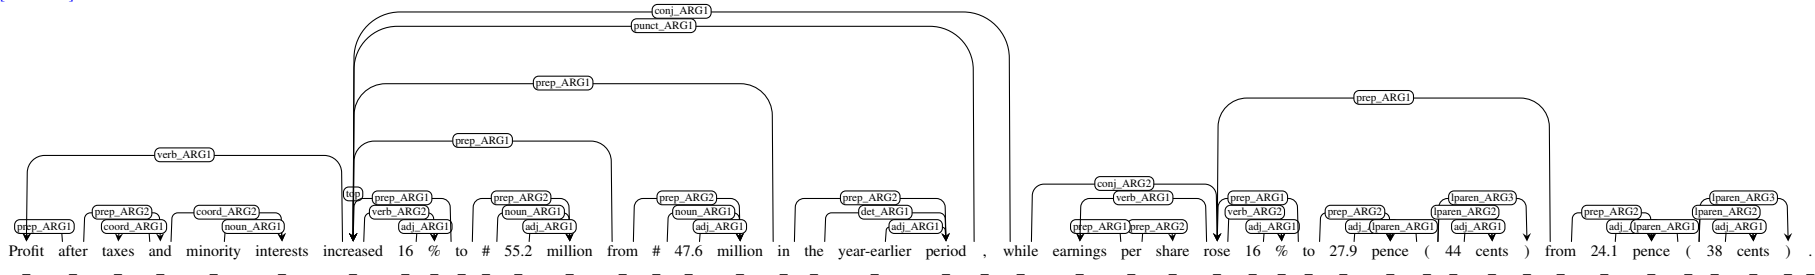 conj_ARG1
punct_ARG1
prep_ARG1
prep_ARG1
prep_ARG1
verb_ARG1
conj_ARG2
top
prep_ARG1 prep_ARG2 prep_ARG2 prep_ARG2 verb_ARG1 prep_ARG1 lparen_ARG3 lparen_ARG3
prep_ARG2 coord_ARG2 verb_ARG2 noun_ARG1 noun_ARG1 det_ARG1 verb_ARG2 prep_ARG2 lparen_ARG2 prep_ARG2 lparen_ARG2
prep_ARG1 coord_ARG1 noun_ARG1 adj_ARG1 adj_ARG1 adj_ARG1 adj_ARG1 prep_ARG1 prep_ARG2 adj_ARG1 adj_ lparen_ARG1 adj_ARG1 adj_ lparen_ARG1 adj_ARG1
Profit after taxes and minority interests increased 16 % to # 55.2 million from # 47.6 million in the year-earlier period , while earnings per share rose 16 % to 27.9 pence ( 44 cents ) from 24.1 pence ( 38 cents ) .